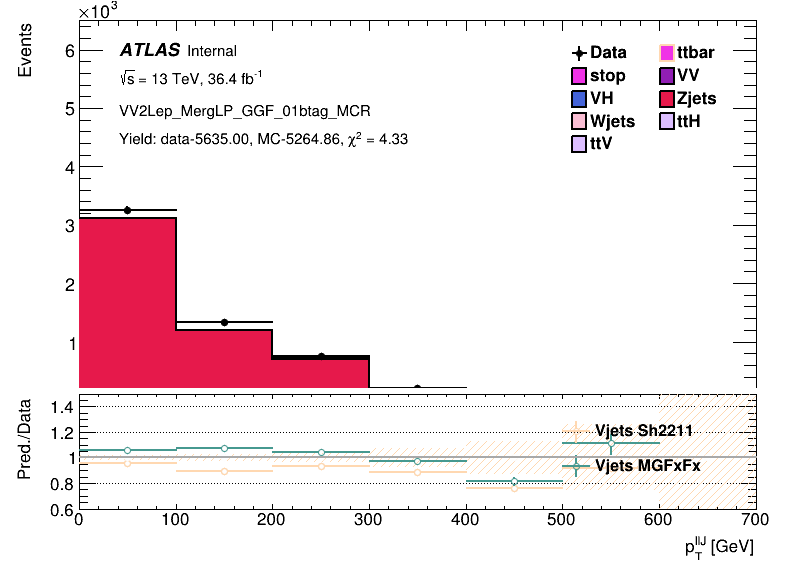 ×10³
Events
6
5
4
3
2
1
ATLAS Internal
√s = 13 TeV, 36.4 fb⁻¹
VV2Lep_MergLP_GGF_01btag_MCR
Yield: data-5635.00, MC-5264.86, χ² = 4.33
Data
ttbar
stop
VV
VH
Zjets
Wjets
ttH
ttV
Pred./Data
1.4
1.2
1
0.8
0.6
Vjets Sh2211
Vjets MGFxFx
0 100 200 300 400 500 600 700
p_T^llJ [GeV]